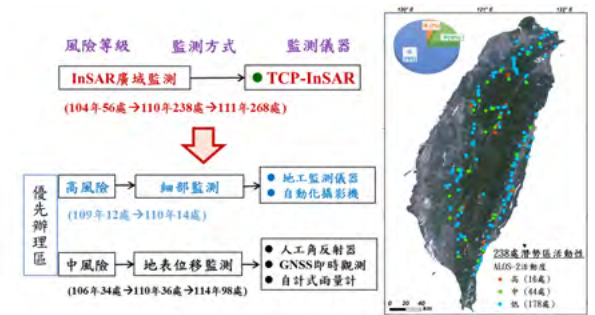 風險等級 監測方式 監測儀器
InSAR廣域監測
TCP-InSAR
(104年56處→110年238處→111年268處)
優先辦理區
高風險
細部監測
地工監測儀器
自動化攝影機
(109年12處→110年14處)
中風險
地表位移監測
人工角反射器
GNSS即時觀測
自計式雨量計
(106年34處→110年36處→114年98處)
120°E
121°E
122°E
238處潛勢區活動性
ALOS-2活動度
高 (16處)
中 (44處)
低 (178處)
0 20 40
km